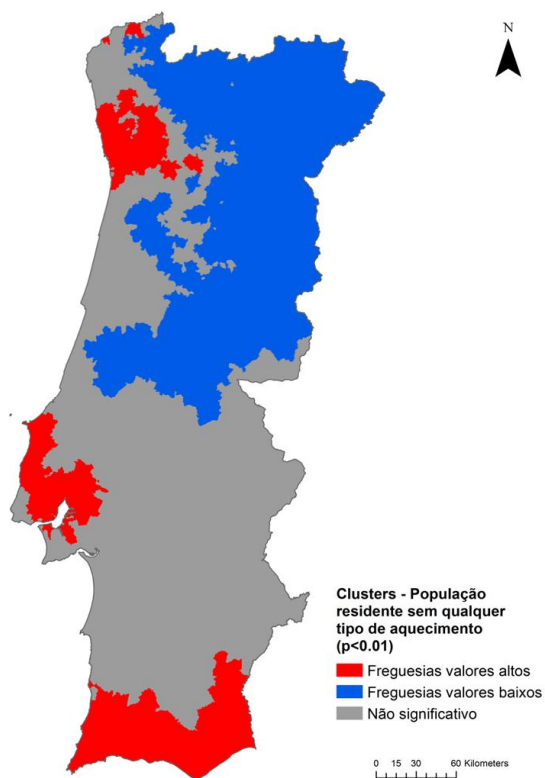 N
Clusters - População
residente sem qualquer
tipo de aquecimento
(p<0.01)
Freguesias valores altos
Freguesias valores baixos
Não significativo
0 15 30 60 Kilometers